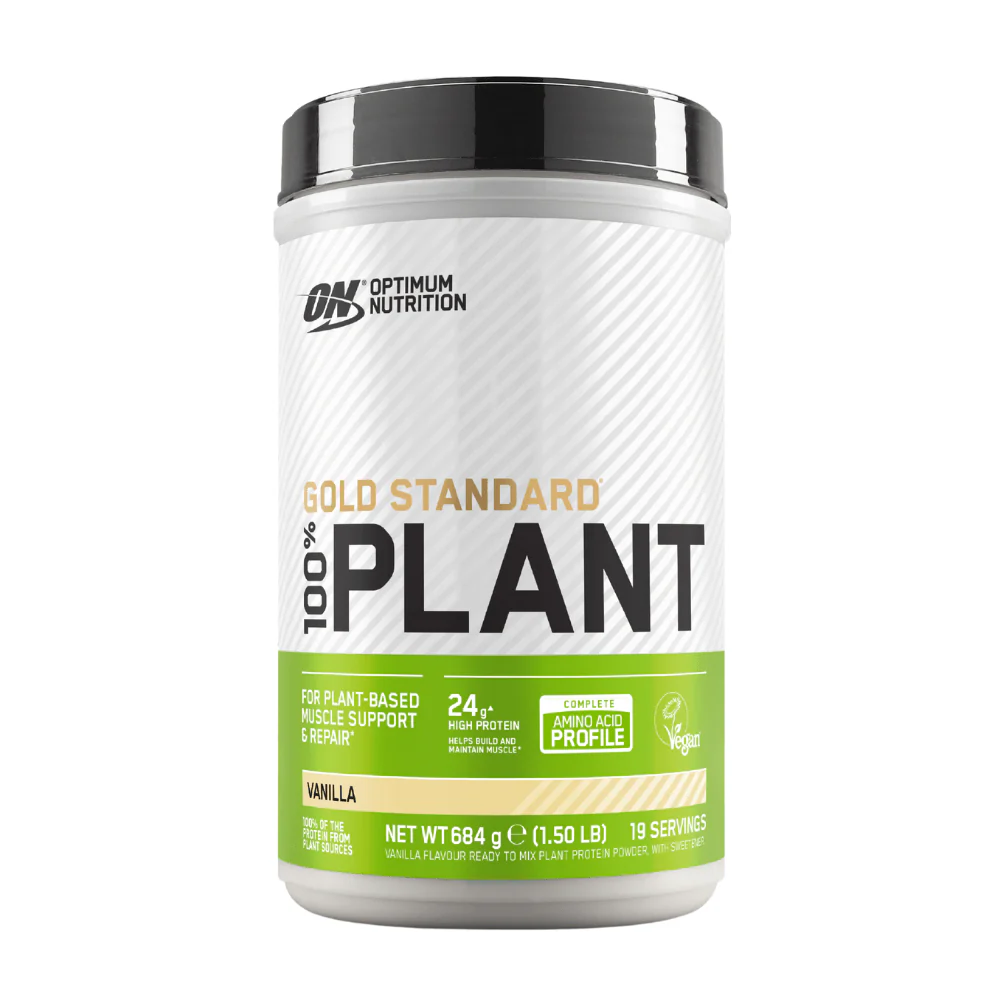 ON® OPTIMUM
NUTRITION
GOLD STANDARD®
100% PLANT
FOR PLANT-BASED
MUSCLE SUPPORT
& REPAIR*
24g▲
HIGH PROTEIN
HELPS BUILD AND
MAINTAIN MUSCLE*
COMPLETE
AMINO ACID
PROFILE
Vegan
VANILLA
100% OF THE
PROTEIN FROM
PLANT SOURCES
NET WT 684 g ℮ (1.50 LB)
19 SERVINGS
VANILLA FLAVOUR READY TO MIX PLANT PROTEIN POWDER, WITH SWEETENER.